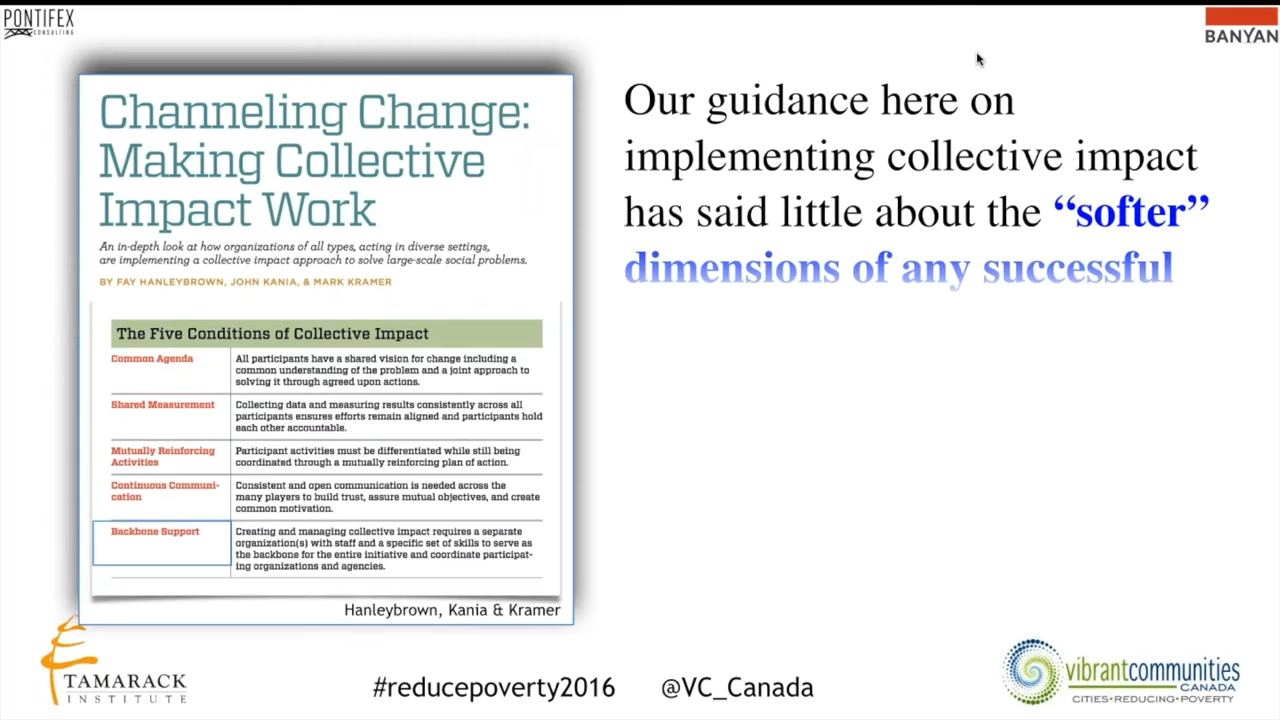 PONTIFEX
CONSULTING
BANYAN
Channeling Change:
Making Collective
Impact Work
An in-depth look at how organizations of all types, acting in diverse settings,
are implementing a collective impact approach to solve large-scale social problems.
BY FAY HANLEYBROWN, JOHN KANIA, & MARK KRAMER
The Five Conditions of Collective Impact
Common Agenda
All participants have a shared vision for change including a
common understanding of the problem and a joint approach to
solving it through agreed upon actions.
Shared Measurement
Collecting data and measuring results consistently across all
participants ensures efforts remain aligned and participants hold
each other accountable.
Mutually Reinforcing
Activities
Participant activities must be differentiated while still being
coordinated through a mutually reinforcing plan of action.
Continuous Communi-
cation
Consistent and open communication is needed across the
many players to build trust, assure mutual objectives, and create
common motivation.
Backbone Support
Creating and managing collective impact requires a separate
organization(s) with staff and a specific set of skills to serve as
the backbone for the entire initiative and coordinate participat-
ing organizations and agencies.
Hanleybrown, Kania & Kramer
Our guidance here on
implementing collective impact
has said little about the “softer”
dimensions of any successful
TAMARACK
INSTITUTE
#reducepoverty2016 @VC_Canada
vibrantcommunities
CANADA
CITIES•REDUCING•POVERTY